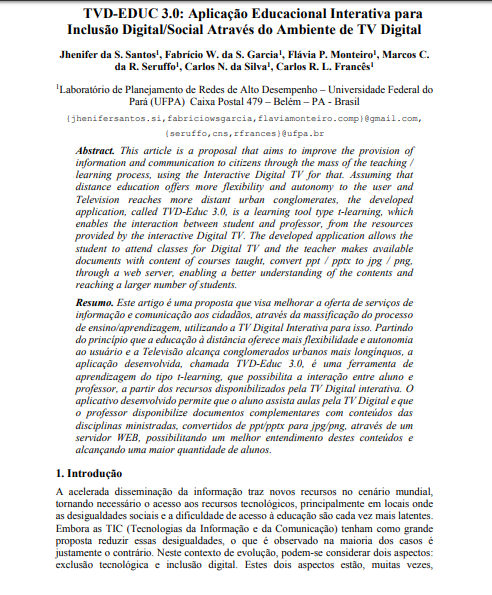 TVD-EDUC 3.0: Aplicação Educacional Interativa para
Inclusão Digital/Social Através do Ambiente de TV Digital
Jhenifer da S. Santos¹, Fabrício W. da S. Garcia¹, Flávia P. Monteiro¹, Marcos C.
da R. Seruffo¹, Carlos N. da Silva¹, Carlos R. L. Francês¹
¹Laboratório de Planejamento de Redes de Alto Desempenho – Universidade Federal do
Pará (UFPA) Caixa Postal 479 – Belém – PA - Brasil
{jhenifersantos.si,fabriciowsgarcia,flaviamonteiro.comp}@gmail.com,
{seruffo,cns,rfrances}@ufpa.br
Abstract. This article is a proposal that aims to improve the provision of
information and communication to citizens through the mass of the teaching /
learning process, using the Interactive Digital TV for that. Assuming that
distance education offers more flexibility and autonomy to the user and
Television reaches more distant urban conglomerates, the developed
application, called TVD-Educ 3.0, is a learning tool type t-learning, which
enables the interaction between student and professor, from the resources
provided by the interactive Digital TV. The developed application allows the
student to attend classes for Digital TV and the teacher makes available
documents with content of courses taught, convert ppt / pptx to jpg / png,
through a web server, enabling a better understanding of the contents and
reaching a larger number of students.
Resumo. Este artigo é uma proposta que visa melhorar a oferta de serviços de
informação e comunicação aos cidadãos, através da massificação do processo
de ensino/aprendizagem, utilizando a TV Digital Interativa para isso. Partindo
do princípio que a educação à distância oferece mais flexibilidade e autonomia
ao usuário e a Televisão alcança conglomerados urbanos mais longínquos, a
aplicação desenvolvida, chamada TVD-Educ 3.0, é uma ferramenta de
aprendizagem do tipo t-learning, que possibilita a interação entre aluno e
professor, a partir dos recursos disponibilizados pela TV Digital interativa. O
aplicativo desenvolvido permite que o aluno assista aulas pela TV Digital e que
o professor disponibilize documentos complementares com conteúdos das
disciplinas ministradas, convertidos de ppt/pptx para jpg/png, através de um
servidor WEB, possibilitando um melhor entendimento destes conteúdos e
alcançando uma maior quantidade de alunos.
1. Introdução
A acelerada disseminação da informação traz novos recursos no cenário mundial,
tornando necessário o acesso aos recursos tecnológicos, principalmente em locais onde
as desigualdades sociais e a dificuldade de acesso à educação são cada vez mais latentes.
Embora as TIC (Tecnologias da Informação e da Comunicação) tenham como grande
proposta reduzir essas desigualdades, o que é observado na maioria dos casos é
justamente o contrário. Neste contexto de evolução, podem-se considerar dois aspectos:
exclusão tecnológica e inclusão digital. Estes dois aspectos estão, muitas vezes,